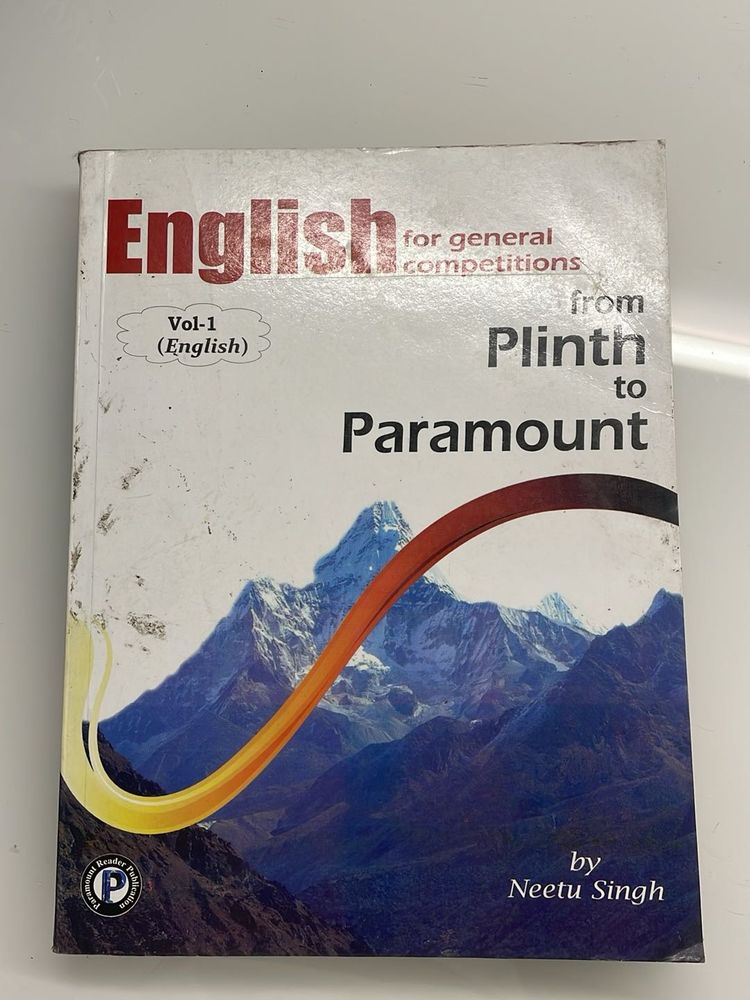 English for general
competitions
Vol-1
(English)
from
Plinth
to
Paramount
by
Neetu Singh
Paramount Reader Publication
P